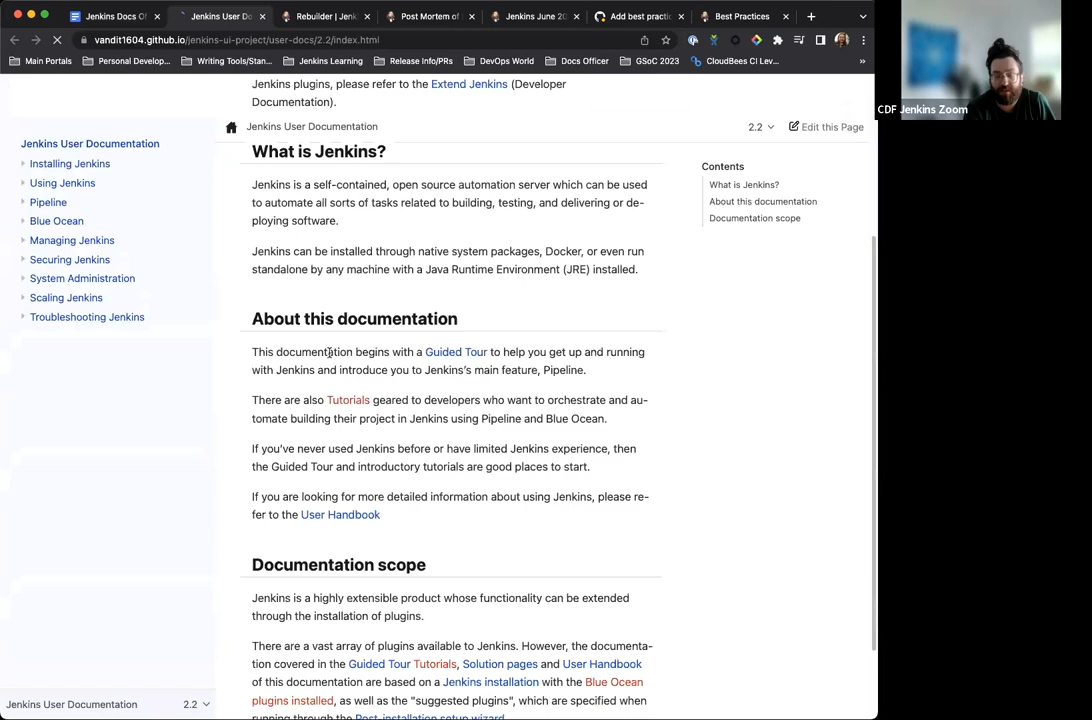 Jenkins Docs Of
Jenkins User Do
Rebuilder | Jenk
Post Mortem of
Jenkins June 20
Add best practic
Best Practices
vandit1604.github.io/jenkins-ui-project/user-docs/2.2/index.html
Main Portals
Personal Develop...
Writing Tools/Stan...
Jenkins Learning
Release Info/PRs
DevOps World
Docs Officer
GSoC 2023
CloudBees CI Lev...
»
CDF Jenkins Zoom
Jenkins plugins, please refer to the Extend Jenkins (Developer
Documentation).
Jenkins User Documentation
2.2
Edit this Page
Jenkins User Documentation
Installing Jenkins
Using Jenkins
Pipeline
Blue Ocean
Managing Jenkins
Securing Jenkins
System Administration
Scaling Jenkins
Troubleshooting Jenkins
What is Jenkins?
Jenkins is a self-contained, open source automation server which can be used
to automate all sorts of tasks related to building, testing, and delivering or de-
ploying software.
Jenkins can be installed through native system packages, Docker, or even run
standalone by any machine with a Java Runtime Environment (JRE) installed.
About this documentation
This documentation begins with a Guided Tour to help you get up and running
with Jenkins and introduce you to Jenkins's main feature, Pipeline.
There are also Tutorials geared to developers who want to orchestrate and au-
tomate building their project in Jenkins using Pipeline and Blue Ocean.
If you've never used Jenkins before or have limited Jenkins experience, then
the Guided Tour and introductory tutorials are good places to start.
If you are looking for more detailed information about using Jenkins, please re-
fer to the User Handbook
Documentation scope
Jenkins is a highly extensible product whose functionality can be extended
through the installation of plugins.
There are a vast array of plugins available to Jenkins. However, the documenta-
tion covered in the Guided Tour Tutorials, Solution pages and User Handbook
of this documentation are based on a Jenkins installation with the Blue Ocean
plugins installed, as well as the "suggested plugins", which are specified when
running through the Post-installation setup wizard.
Contents
What is Jenkins?
About this documentation
Documentation scope
Jenkins User Documentation
2.2